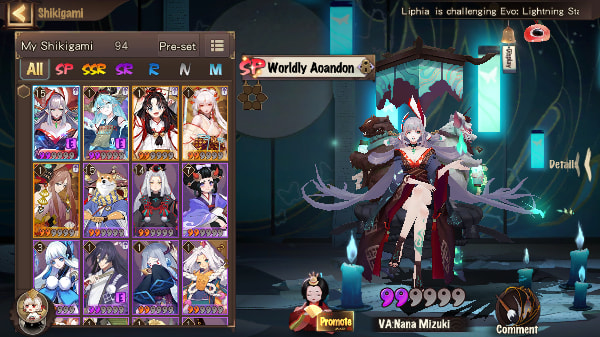 Shikigami
Liphia is challenging Evo: Lightning Sta
My Shikigami 94 Pre-set
All SP SSR SR R N M
SP Worldly Aoandon
Display
Detail
Promote
VA:Nana Mizuki
Comment